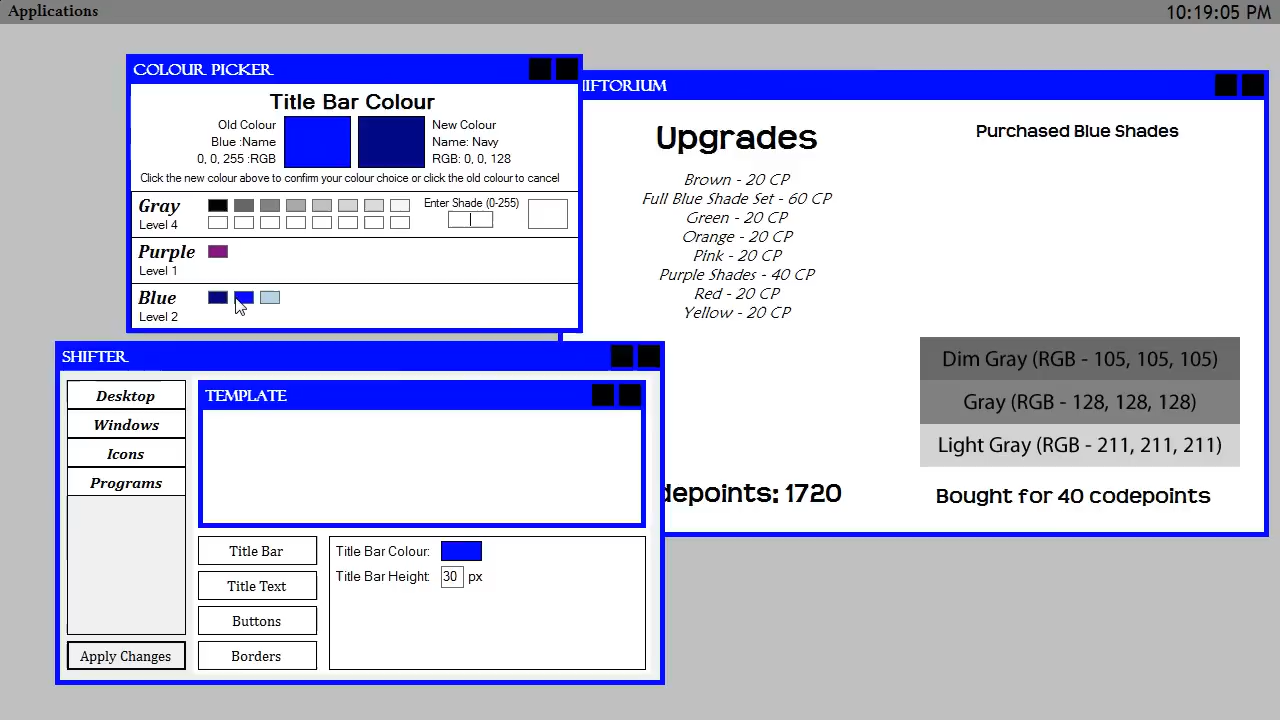 Applications
10:19:05 PM
COLOUR PICKER
Title Bar Colour
Old Colour
Blue :Name
0, 0, 255 :RGB
New Colour
Name: Navy
RGB: 0, 0, 128
Click the new colour above to confirm your colour choice or click the old colour to cancel
Gray
Level 4
Enter Shade (0-255)
Purple
Level 1
Blue
Level 2
IFTORIUM
Upgrades
Brown - 20 CP
Full Blue Shade Set - 60 CP
Green - 20 CP
Orange - 20 CP
Pink - 20 CP
Purple Shades - 40 CP
Red - 20 CP
Yellow - 20 CP
depoints: 1720
Purchased Blue Shades
Dim Gray (RGB - 105, 105, 105)
Gray (RGB - 128, 128, 128)
Light Gray (RGB - 211, 211, 211)
Bought for 40 codepoints
SHIFTER
Desktop
Windows
Icons
Programs
Apply Changes
TEMPLATE
Title Bar
Title Text
Buttons
Borders
Title Bar Colour:
Title Bar Height: 30 px